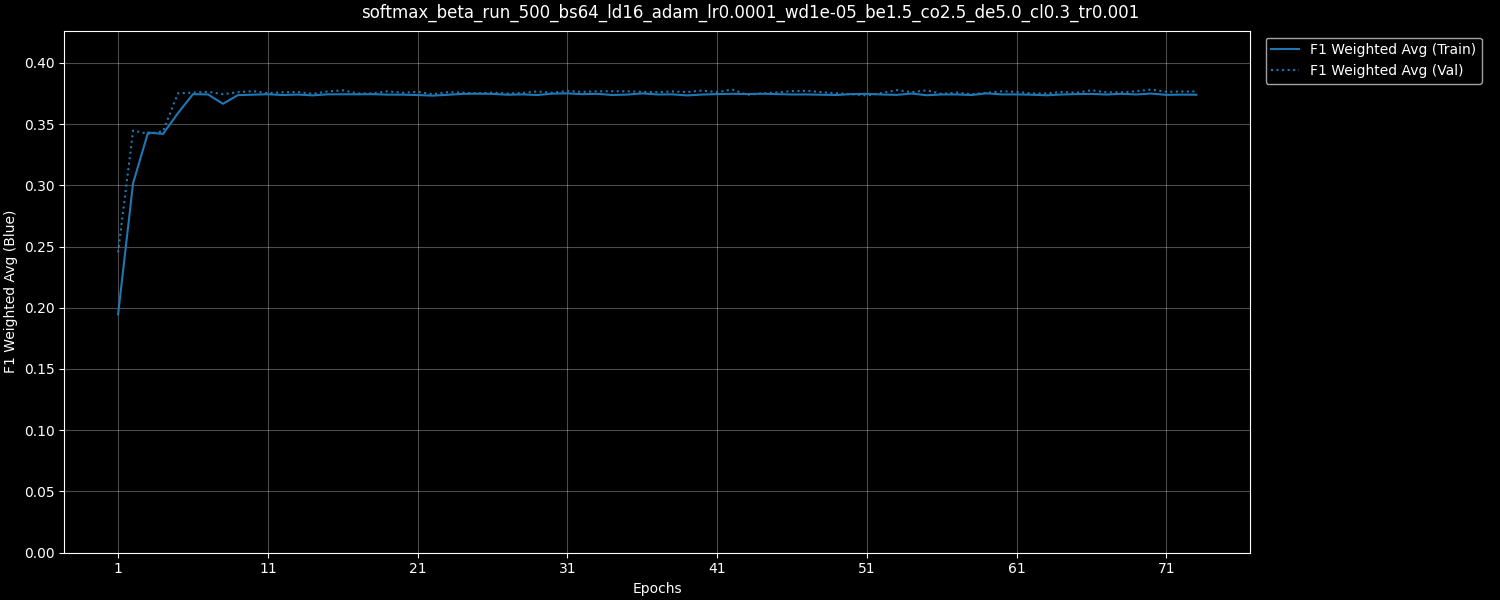 softmax_beta_run_500_bs64_ld16_adam_lr0.0001_wd1e-05_be1.5_co2.5_de5.0_cl0.3_tr0.001
F1 Weighted Avg (Train)
F1 Weighted Avg (Val)
F1 Weighted Avg (Blue)
0.40
0.35
0.30
0.25
0.20
0.15
0.10
0.05
0.00
1 11 21 31 41 51 61 71
Epochs